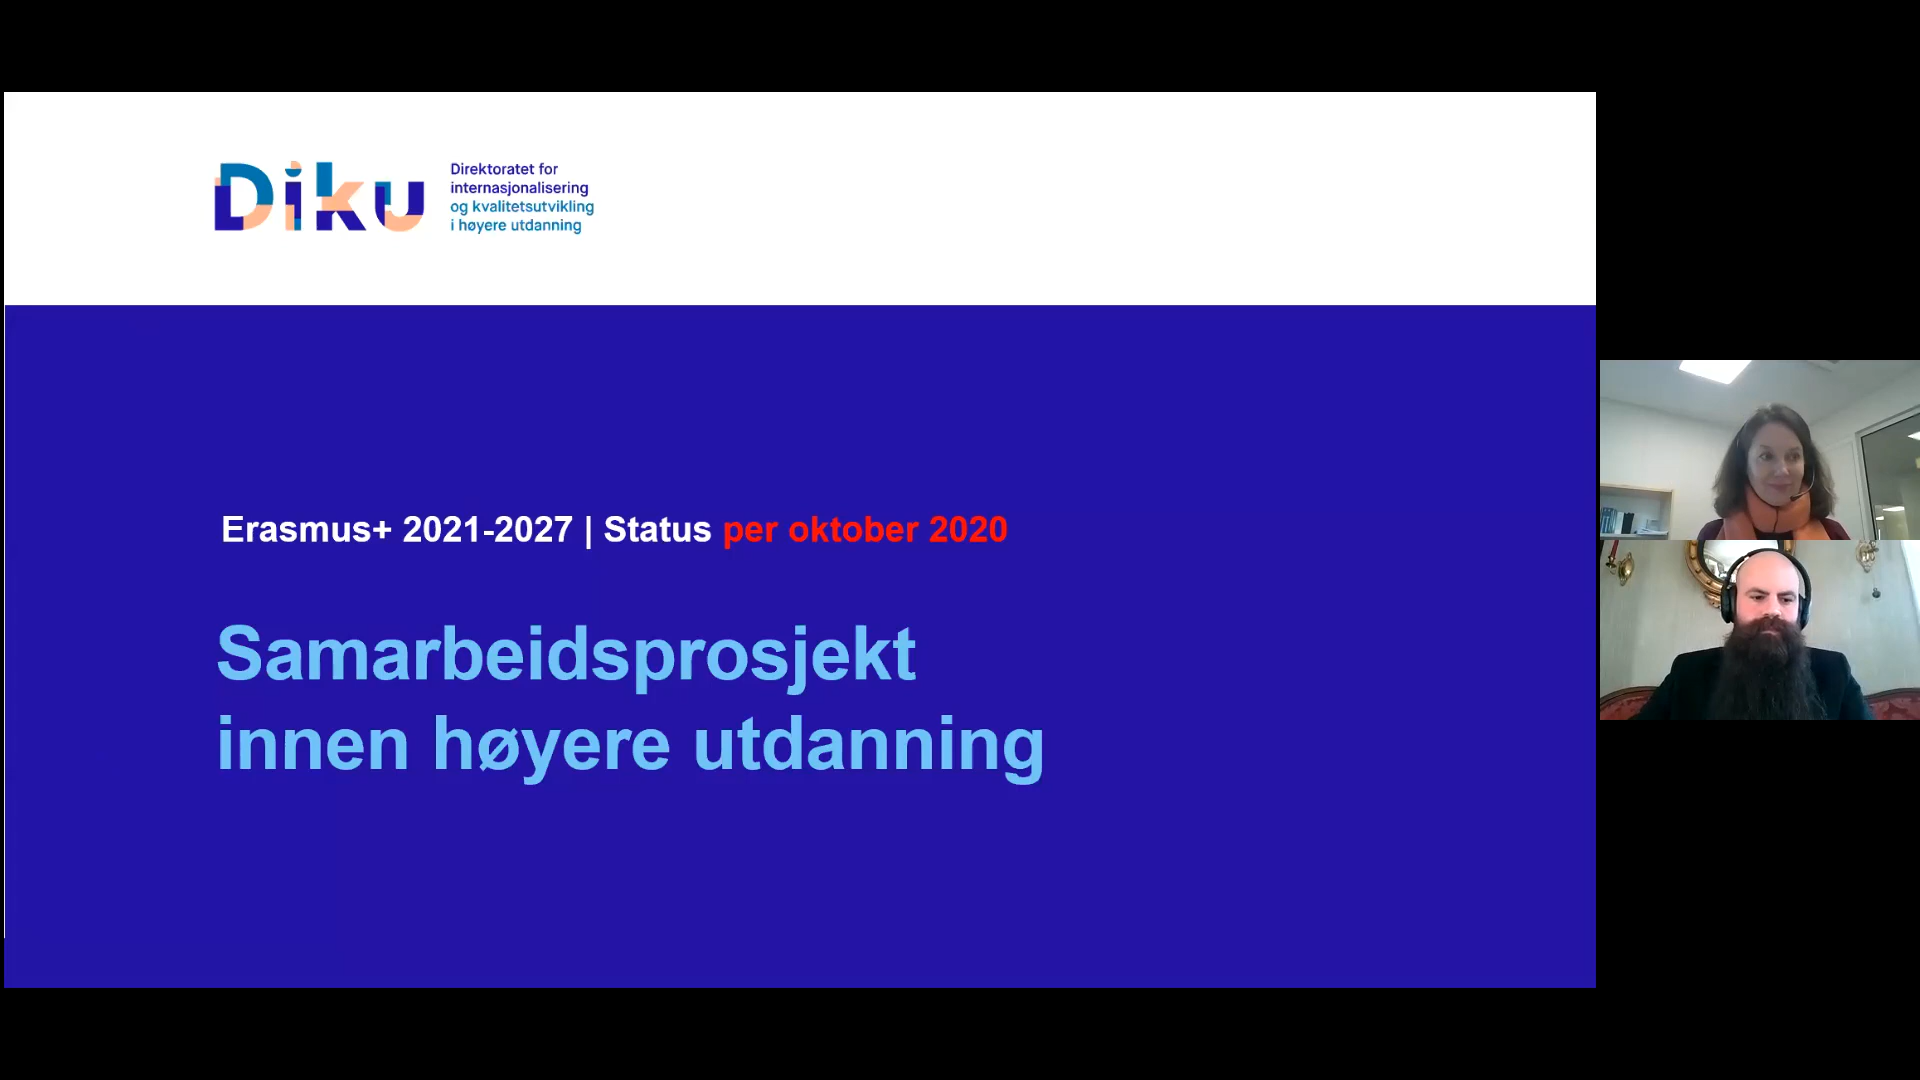 Diku
Direktoratet for
internasjonalisering
og kvalitetsutvikling
i høyere utdanning
Erasmus+ 2021-2027 | Status per oktober 2020
Samarbeidsprosjekt
innen høyere utdanning